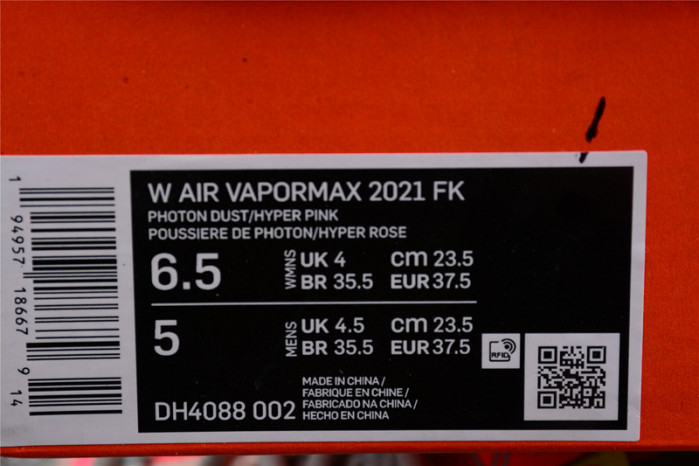 W AIR VAPORMAX 2021 FK
PHOTON DUST/HYPER PINK
POUSSIERE DE PHOTON/HYPER ROSE
6.5 WMNS UK 4 cm 23.5
BR 35.5 EUR 37.5
5 MENS UK 4.5 cm 23.5
BR 35.5 EUR 37.5
RFID
DH4088 002
MADE IN CHINA /
FABRIQUE EN CHINE /
FABRICADO NA CHINA /
HECHO EN CHINA
1 94957 18667 9 14